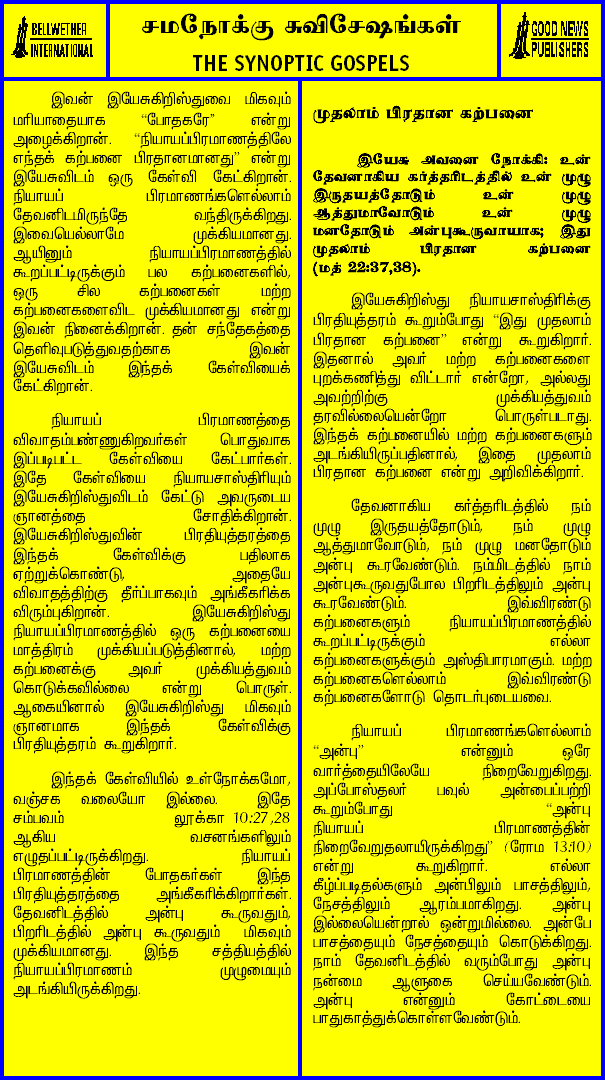 BELLWETHER
INTERNATIONAL
சமநோக்கு சுவிசேஷங்கள்
THE SYNOPTIC GOSPELS
GOOD NEWS
PUBLISHERS
இவன் இயேசுகிறிஸ்துவை மிகவும்
மரியாதையாக “போதகரே” என்று
அழைக்கிறான். “நியாயப்பிரமாணத்திலே
எந்தக் கற்பனை பிரதானமானது” என்று
இயேசுவிடம் ஒரு கேள்வி கேட்கிறான்.
நியாயப் பிரமாணங்களெல்லாம்
தேவனிடமிருந்தே வந்திருக்கிறது.
இவையெல்லாமே முக்கியமானது.
ஆயினும் நியாயப்பிரமாணத்தில்
கூறப்பட்டிருக்கும் பல கற்பனைகளில்,
ஒரு சில கற்பனைகள் மற்ற
கற்பனைகளைவிட முக்கியமானது என்று
இவன் நினைக்கிறான். தன் சந்தேகத்தை
தெளிவுபடுத்துவதற்காக இவன்
இயேசுவிடம் இந்தக் கேள்வியைக்
கேட்கிறான்.
நியாயப் பிரமாணத்தை
விவாதம்பண்ணுகிறவர்கள் பொதுவாக
இப்படிபட்ட கேள்வியை கேட்பார்கள்.
இதே கேள்வியை நியாயசாஸ்திரியும்
இயேசுகிறிஸ்துவிடம் கேட்டு அவருடைய
ஞானத்தை சோதிக்கிறான்.
இயேசுகிறிஸ்துவின் பிரதியுத்தரத்தை
இந்தக் கேள்விக்கு பதிலாக
ஏற்றுக்கொண்டு, அதையே
விவாதத்திற்கு தீர்ப்பாகவும் அங்கீகரிக்க
விரும்புகிறான். இயேசுகிறிஸ்து
நியாயப்பிரமாணத்தில் ஒரு கற்பனையை
மாத்திரம் முக்கியப்படுத்தினால், மற்ற
கற்பனைக்கு அவர் முக்கியத்துவம்
கொடுக்கவில்லை என்று பொருள்.
ஆகையினால் இயேசுகிறிஸ்து மிகவும்
ஞானமாக இந்தக் கேள்விக்கு
பிரதியுத்தரம் கூறுகிறார்.
இந்தக் கேள்வியில் உள்நோக்கமோ,
வஞ்சக வலையோ இல்லை. இதே
சம்பவம் லூக்கா 10:27,28
ஆகிய வசனங்களிலும்
எழுதப்பட்டிருக்கிறது. நியாயப்
பிரமாணத்தின் போதகர்கள் இந்த
பிரதியுத்தரத்தை அங்கீகரிக்கிறார்கள்.
தேவனிடத்தில் அன்பு கூருவதும்,
பிறரிடத்தில் அன்பு கூருவதும் மிகவும்
முக்கியமானது. இந்த சத்தியத்தில்
நியாயப்பிரமாணம் முழுமையும்
அடங்கியிருக்கிறது.
முதலாம் பிரதான கற்பனை
இயேசு அவனை நோக்கி: உன்
தேவனாகிய கர்த்தரிடத்தில் உன் முழு
இருதயத்தோடும் உன் முழு
ஆத்துமாவோடும் உன் முழு
மனதோடும் அன்புகூருவாயாக; இது
முதலாம் பிரதான கற்பனை
(மத் 22:37,38).
இயேசுகிறிஸ்து நியாயசாஸ்திரிக்கு
பிரதியுத்தரம் கூறும்போது “இது முதலாம்
பிரதான கற்பனை” என்று கூறுகிறார்.
இதனால் அவர் மற்ற கற்பனைகளை
புறக்கணித்து விட்டார் என்றோ, அல்லது
அவற்றிற்கு முக்கியத்துவம்
தரவில்லையென்றோ பொருள்படாது.
இந்தக் கற்பனையில் மற்ற கற்பனைகளும்
அடங்கியிருப்பதினால், இதை முதலாம்
பிரதான கற்பனை என்று அறிவிக்கிறார்.
தேவனாகிய கர்த்தரிடத்தில் நம்
முழு இருதயத்தோடும், நம் முழு
ஆத்துமாவோடும், நம் முழு மனதோடும்
அன்பு கூரவேண்டும். நம்மிடத்தில் நாம்
அன்புகூருவதுபோல பிறரிடத்திலும் அன்பு
கூரவேண்டும். இவ்விரண்டு
கற்பனைகளும் நியாயப்பிரமாணத்தில்
கூறப்பட்டிருக்கும் எல்லா
கற்பனைகளுக்கும் அஸ்திபாரமாகும். மற்ற
கற்பனைகளெல்லாம் இவ்விரண்டு
கற்பனைகளோடு தொடர்புடையவை.
நியாயப் பிரமாணங்களெல்லாம்
“அன்பு” என்னும் ஒரே
வார்த்தையிலேயே நிறைவேறுகிறது.
அப்போஸ்தலர் பவுல் அன்பைப்பற்றி
கூறும்போது “அன்பு
நியாயப் பிரமாணத்தின்
நிறைவேறுதலாயிருக்கிறது” (ரோம 13:10)
என்று கூறுகிறார். எல்லா
கீழ்ப்படிதல்களும் அன்பிலும் பாசத்திலும்,
நேசத்திலும் ஆரம்பமாகிறது. அன்பு
இல்லையென்றால் ஒன்றுமில்லை. அன்பே
பாசத்தையும் நேசத்தையும் கொடுக்கிறது.
நாம் தேவனிடத்தில் வரும்போது அன்பு
நன்மை ஆளுகை செய்யவேண்டும்.
அன்பு என்னும் கோட்டையை
பாதுகாத்துக்கொள்ளவேண்டும்.